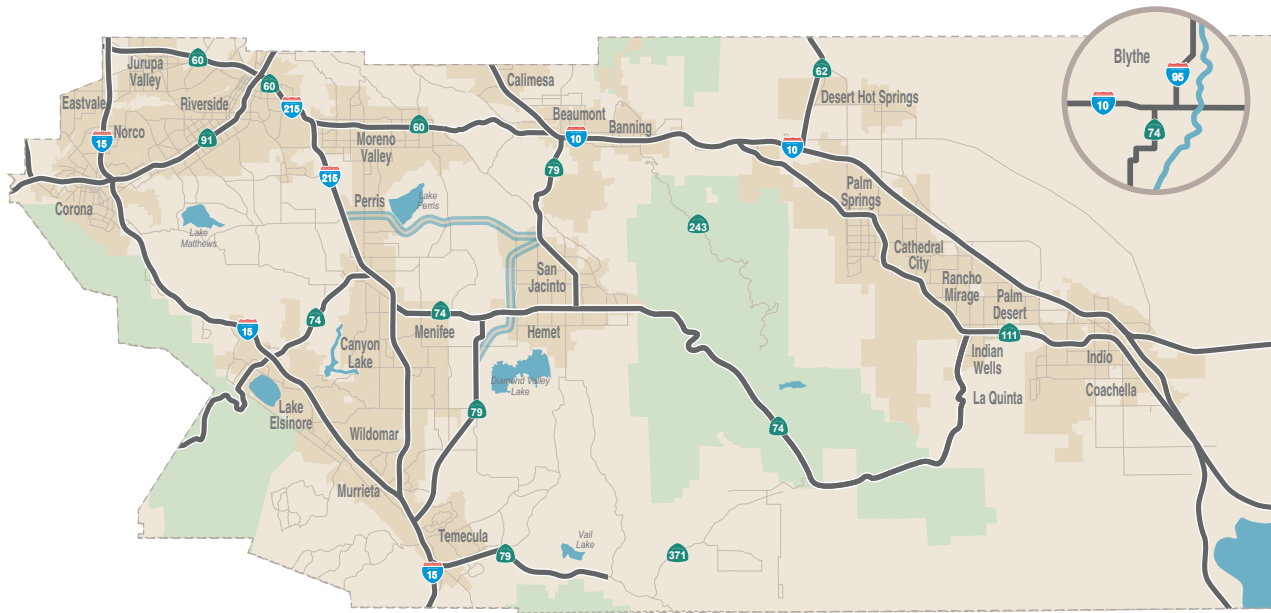 Jurupa
Valley
60
Calimesa
62
Blythe
95
10
74
Eastvale
Riverside
60
215
Desert Hot Springs
Norco
15
91
Moreno
Valley
60
Beaumont
10
Banning
10
215
79
Perris
Lake
Perris
Palm
Springs
Corona
Lake
Matthews
243
Cathedral
City
San
Jacinto
Rancho
Mirage
Palm
Desert
15
74
Canyon
Lake
74
Menifee
Hemet
111
Indian
Wells
Indio
Diamond Valley
Lake
La Quinta
Coachella
Lake
Elsinore
79
74
Wildomar
Murrieta
Temecula
79
Vail
Lake
371
15